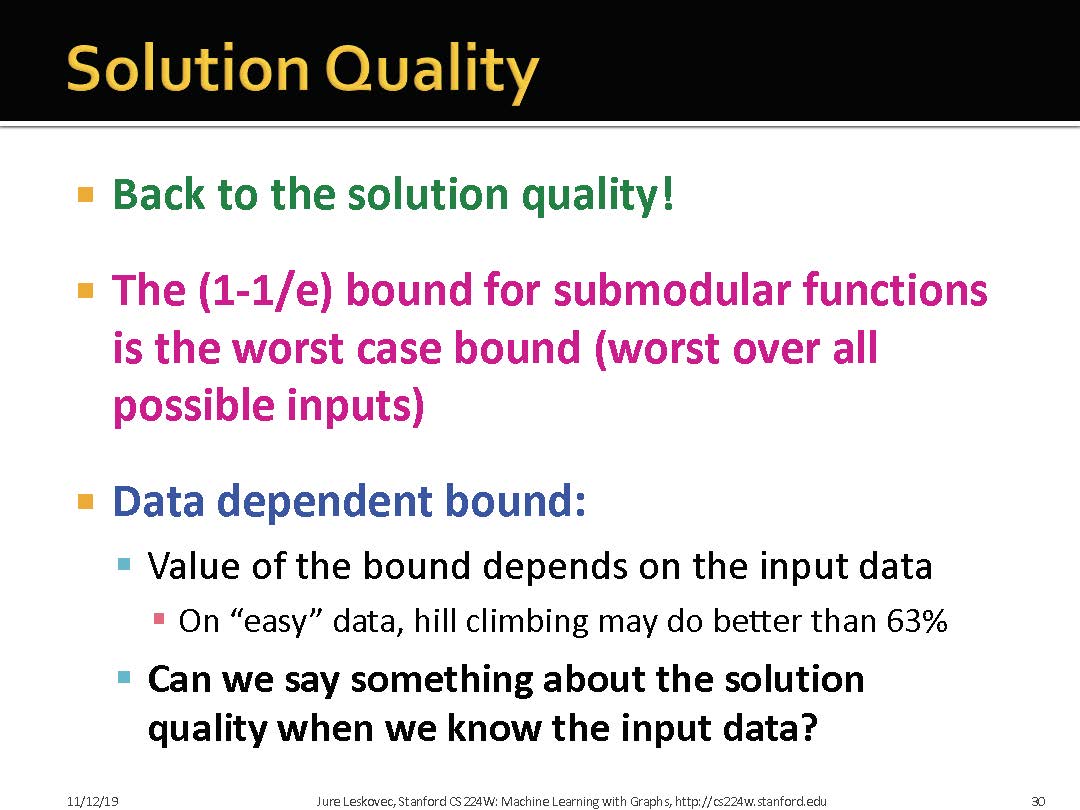 Solution Quality
Back to the solution quality!
The (1-1/e) bound for submodular functions
is the worst case bound (worst over all
possible inputs)
Data dependent bound:
Value of the bound depends on the input data
On “easy” data, hill climbing may do better than 63%
Can we say something about the solution
quality when we know the input data?
11/12/19 Jure Leskovec, Stanford CS224W: Machine Learning with Graphs, http://cs224w.stanford.edu 30